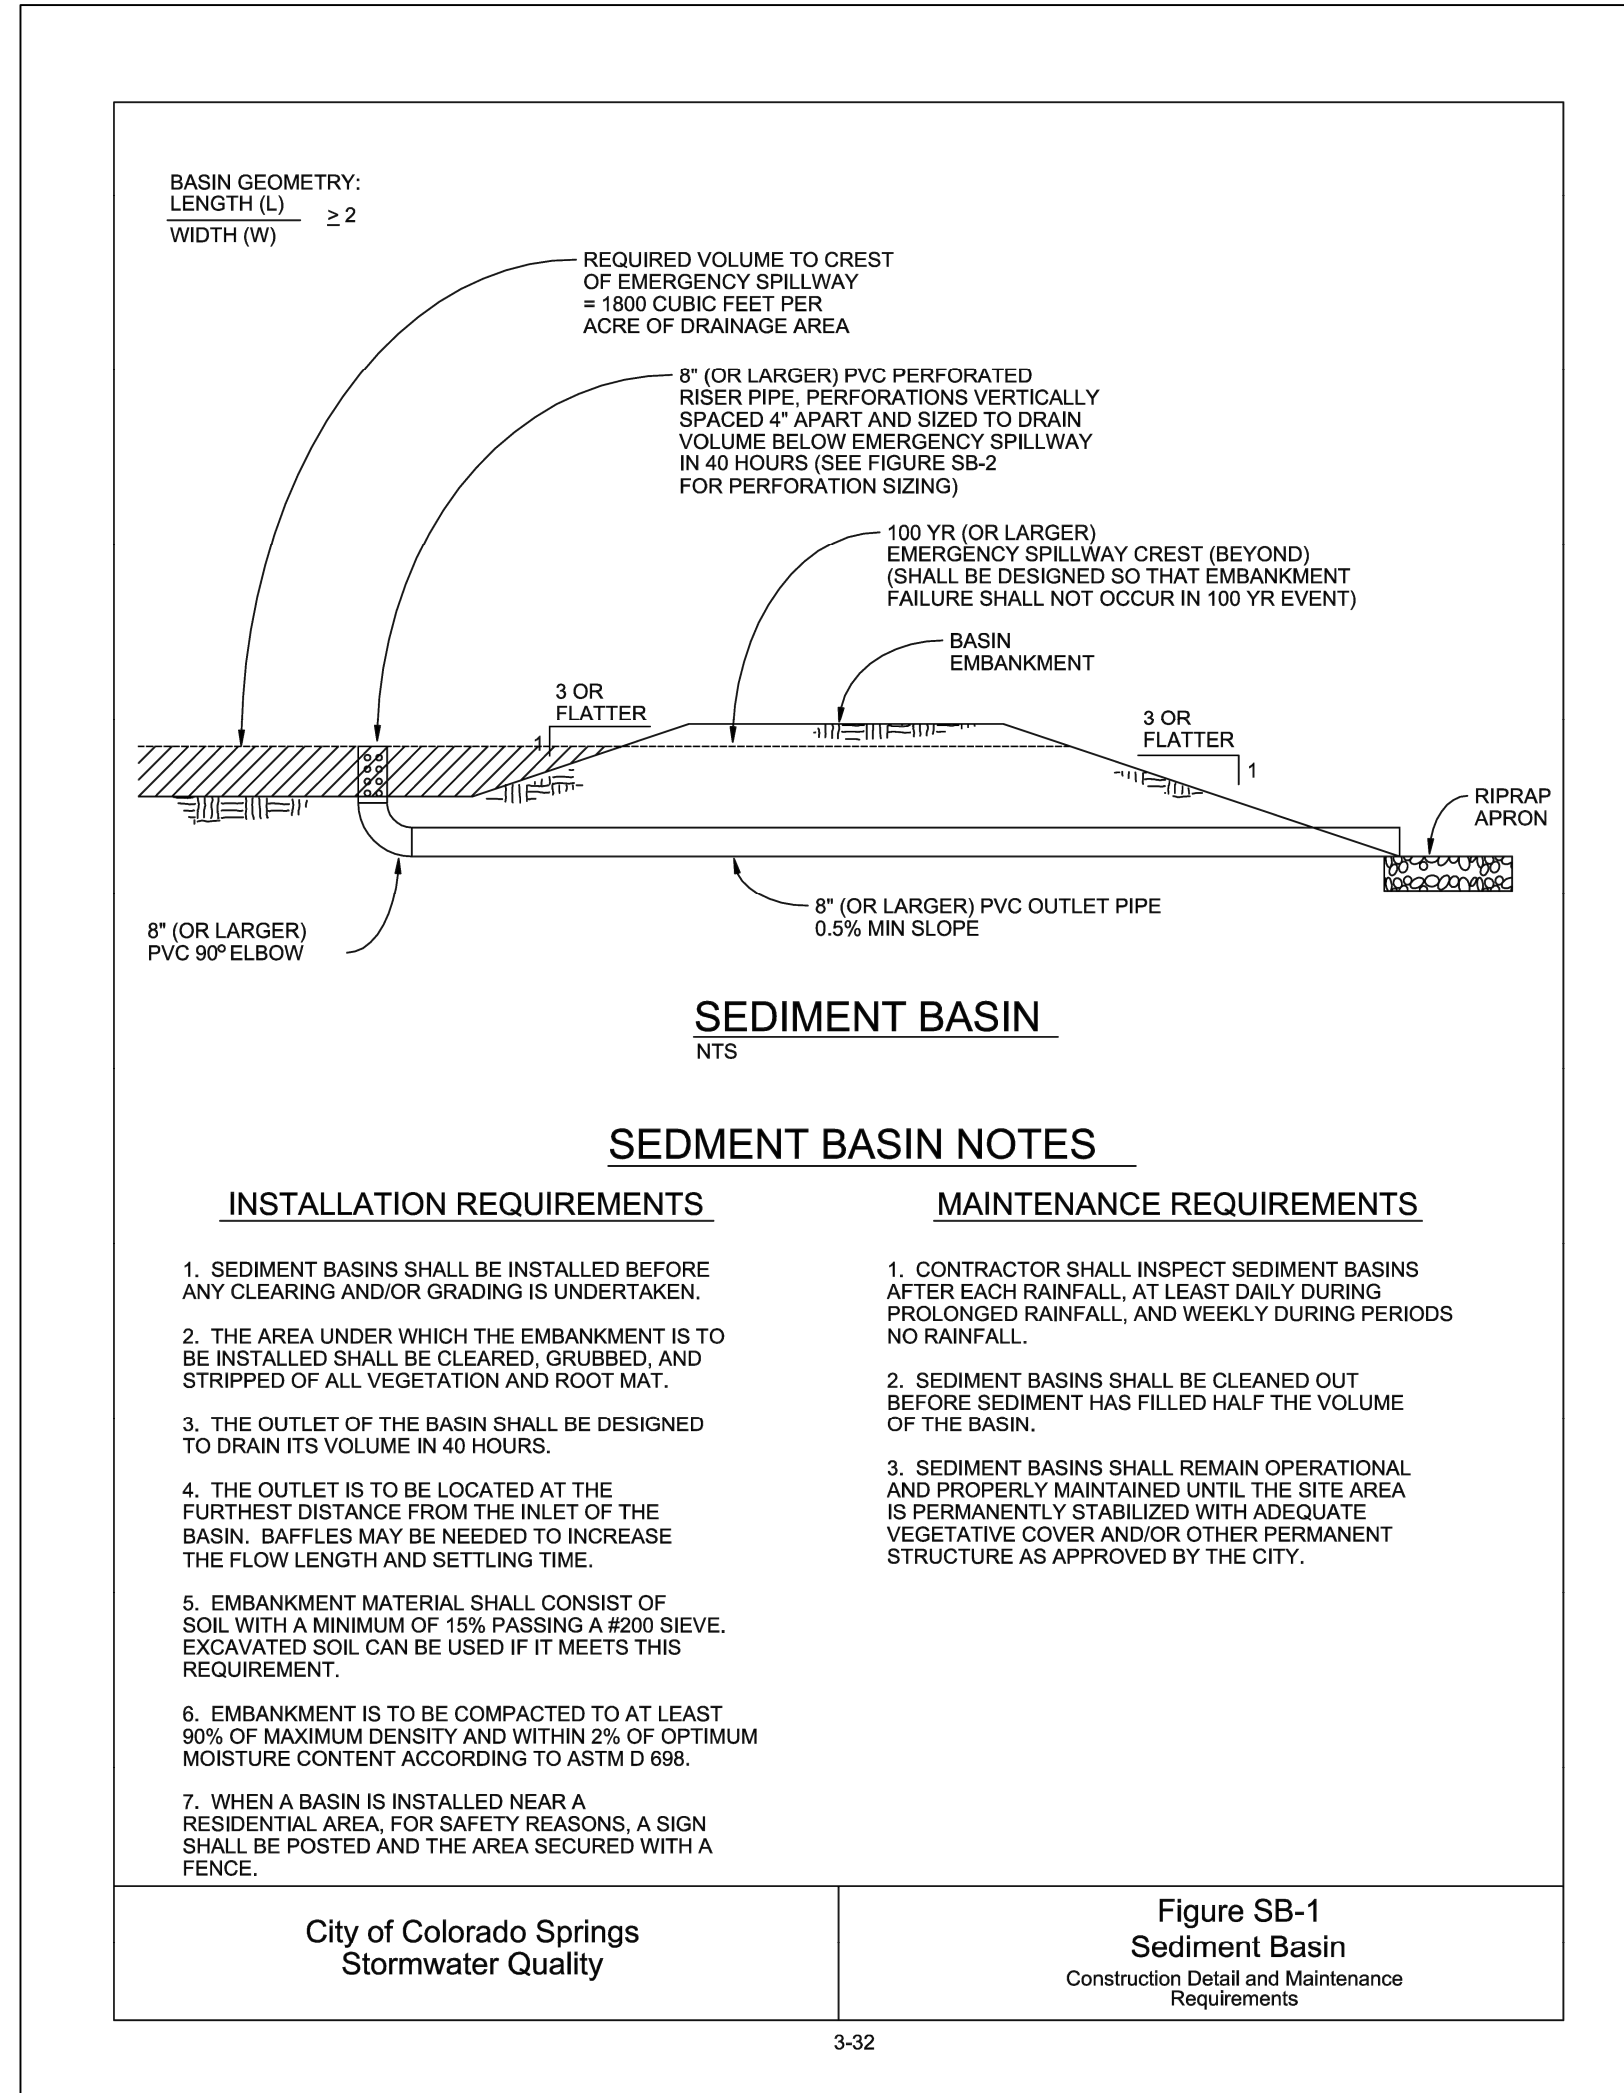 BASIN GEOMETRY:
LENGTH (L)
WIDTH (W)
≥ 2
REQUIRED VOLUME TO CREST
OF EMERGENCY SPILLWAY
= 1800 CUBIC FEET PER
ACRE OF DRAINAGE AREA
8" (OR LARGER) PVC PERFORATED
RISER PIPE, PERFORATIONS VERTICALLY
SPACED 4" APART AND SIZED TO DRAIN
VOLUME BELOW EMERGENCY SPILLWAY
IN 40 HOURS (SEE FIGURE SB-2
FOR PERFORATION SIZING)
100 YR (OR LARGER)
EMERGENCY SPILLWAY CREST (BEYOND)
(SHALL BE DESIGNED SO THAT EMBANKMENT
FAILURE SHALL NOT OCCUR IN 100 YR EVENT)
BASIN
EMBANKMENT
3 OR
FLATTER
1
3 OR
FLATTER
1
RIPRAP
APRON
8" (OR LARGER) PVC OUTLET PIPE
0.5% MIN SLOPE
8" (OR LARGER)
PVC 90º ELBOW
SEDIMENT BASIN
NTS
SEDMENT BASIN NOTES
INSTALLATION REQUIREMENTS
1. SEDIMENT BASINS SHALL BE INSTALLED BEFORE
ANY CLEARING AND/OR GRADING IS UNDERTAKEN.
2. THE AREA UNDER WHICH THE EMBANKMENT IS TO
BE INSTALLED SHALL BE CLEARED, GRUBBED, AND
STRIPPED OF ALL VEGETATION AND ROOT MAT.
3. THE OUTLET OF THE BASIN SHALL BE DESIGNED
TO DRAIN ITS VOLUME IN 40 HOURS.
4. THE OUTLET IS TO BE LOCATED AT THE
FURTHEST DISTANCE FROM THE INLET OF THE
BASIN. BAFFLES MAY BE NEEDED TO INCREASE
THE FLOW LENGTH AND SETTLING TIME.
5. EMBANKMENT MATERIAL SHALL CONSIST OF
SOIL WITH A MINIMUM OF 15% PASSING A #200 SIEVE.
EXCAVATED SOIL CAN BE USED IF IT MEETS THIS
REQUIREMENT.
6. EMBANKMENT IS TO BE COMPACTED TO AT LEAST
90% OF MAXIMUM DENSITY AND WITHIN 2% OF OPTIMUM
MOISTURE CONTENT ACCORDING TO ASTM D 698.
7. WHEN A BASIN IS INSTALLED NEAR A
RESIDENTIAL AREA, FOR SAFETY REASONS, A SIGN
SHALL BE POSTED AND THE AREA SECURED WITH A
FENCE.
MAINTENANCE REQUIREMENTS
1. CONTRACTOR SHALL INSPECT SEDIMENT BASINS
AFTER EACH RAINFALL, AT LEAST DAILY DURING
PROLONGED RAINFALL, AND WEEKLY DURING PERIODS
NO RAINFALL.
2. SEDIMENT BASINS SHALL BE CLEANED OUT
BEFORE SEDIMENT HAS FILLED HALF THE VOLUME
OF THE BASIN.
3. SEDIMENT BASINS SHALL REMAIN OPERATIONAL
AND PROPERLY MAINTAINED UNTIL THE SITE AREA
IS PERMANENTLY STABILIZED WITH ADEQUATE
VEGETATIVE COVER AND/OR OTHER PERMANENT
STRUCTURE AS APPROVED BY THE CITY.
City of Colorado Springs
Stormwater Quality
Figure SB-1
Sediment Basin
Construction Detail and Maintenance
Requirements
3-32